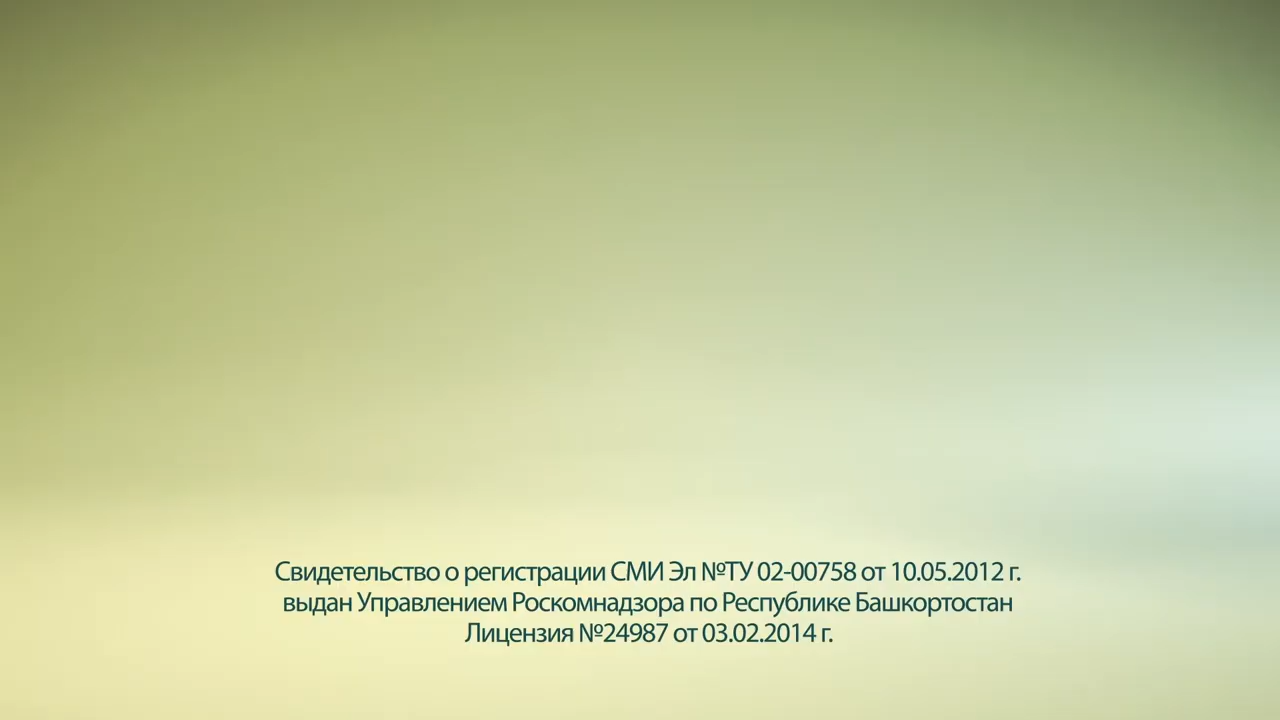 Свидетельство о регистрации СМИ Эл №ТУ 02-00758 от 10.05.2012 г.
выдан Управлением Роскомнадзора по Республике Башкортостан
Лицензия №24987 от 03.02.2014 г.